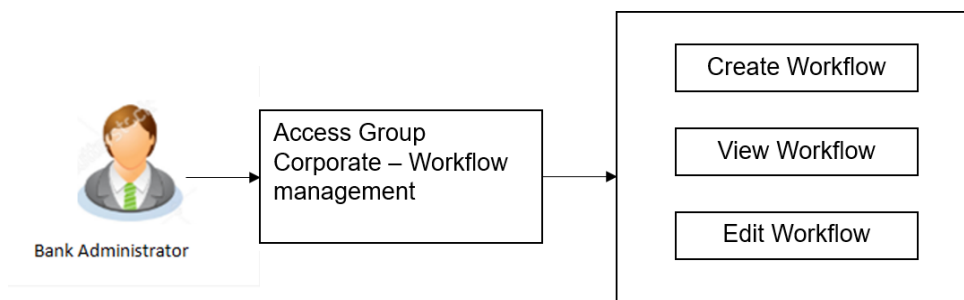 Create Workflow
Access Group
Corporate – Workflow
management
View Workflow
Edit Workflow
Bank Administrator